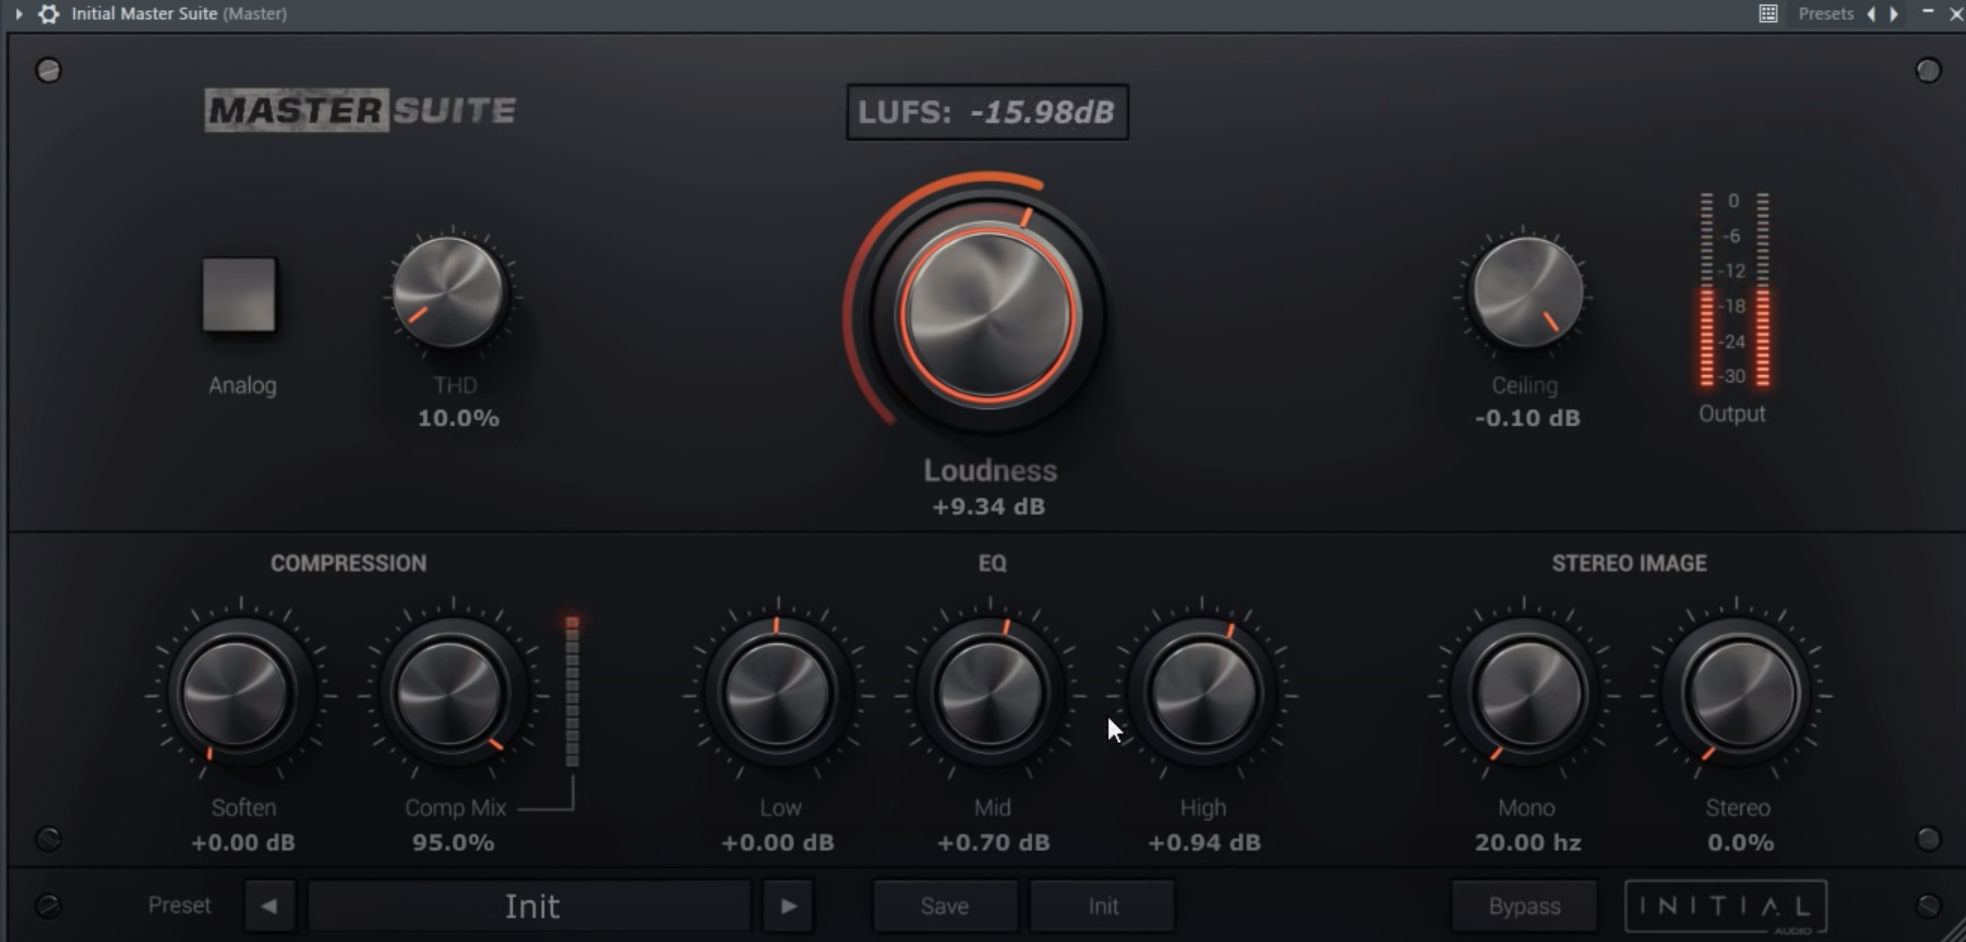 Initial Master Suite (Master)
Presets
MASTER SUITE
LUFS: -15.98dB
0
-6
-12
-18
-24
-30
Analog
THD
10.0%
Ceiling
-0.10 dB
Output
Loudness
+9.34 dB
COMPRESSION
EQ
STEREO IMAGE
Soften
Comp Mix
Low
Mid
High
Mono
Stereo
+0.00 dB
95.0%
+0.00 dB
+0.70 dB
+0.94 dB
20.00 hz
0.0%
Preset
Init
Save
Init
Bypass
INITIAL
AUDIO